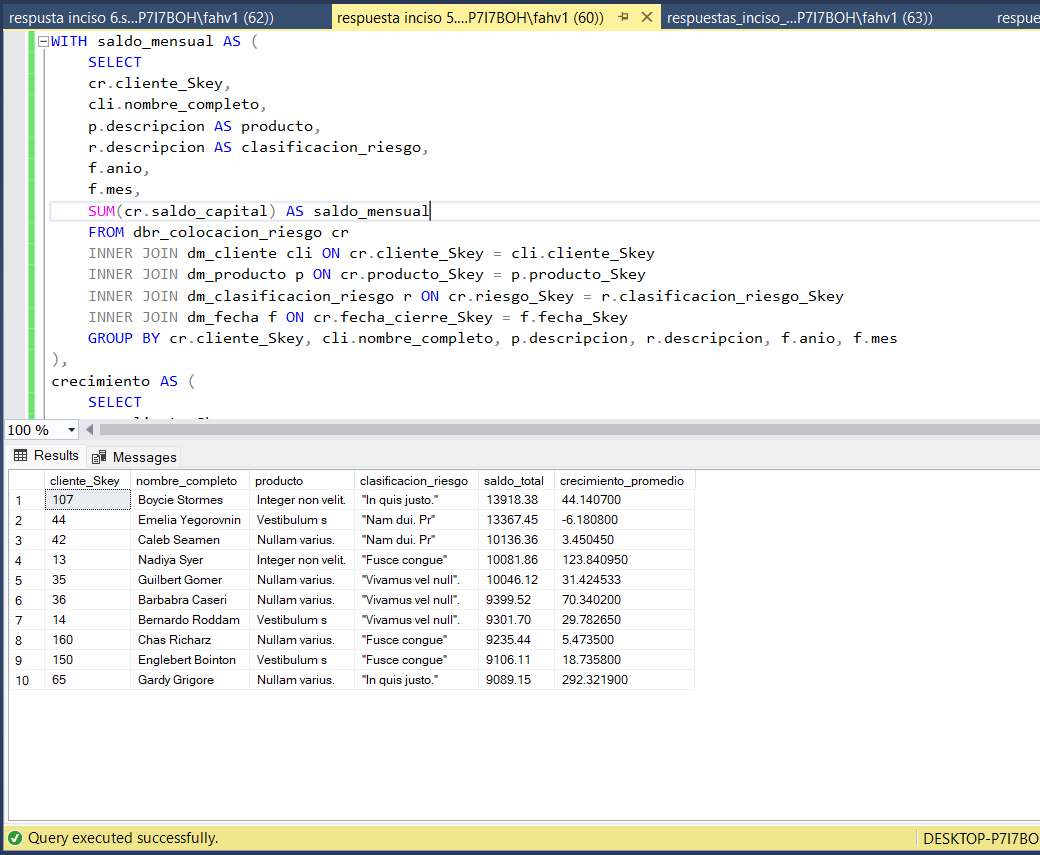 respusta inciso 6.s...P7I7BOH\fahv1 (62)) respuesta inciso 5....P7I7BOH\fahv1 (60)) respuestas_inciso_...P7I7BOH\fahv1 (63)) respue
WITH saldo_mensual AS (
SELECT
cr.cliente_Skey,
cli.nombre_completo,
p.descripcion AS producto,
r.descripcion AS clasificacion_riesgo,
f.anio,
f.mes,
SUM(cr.saldo_capital) AS saldo_mensual
FROM dbr_colocacion_riesgo cr
INNER JOIN dm_cliente cli ON cr.cliente_Skey = cli.cliente_Skey
INNER JOIN dm_producto p ON cr.producto_Skey = p.producto_Skey
INNER JOIN dm_clasificacion_riesgo r ON cr.riesgo_Skey = r.clasificacion_riesgo_Skey
INNER JOIN dm_fecha f ON cr.fecha_cierre_Skey = f.fecha_Skey
GROUP BY cr.cliente_Skey, cli.nombre_completo, p.descripcion, r.descripcion, f.anio, f.mes
),
crecimiento AS (
SELECT
100 %
Results Messages
cliente_Skey nombre_completo producto clasificacion_riesgo saldo_total crecimiento_promedio
1 107 Boycie Stormes Integer non velit. "In quis justo." 13918.38 44.140700
2 44 Emelia Yegorovnin Vestibulum s "Nam dui. Pr" 13367.45 -6.180800
3 42 Caleb Seamen Nullam varius. "Nam dui. Pr" 10136.36 3.450450
4 13 Nadiya Syer Integer non velit. "Fusce congue" 10081.86 123.840950
5 35 Guilbert Gomer Nullam varius. "Vivamus vel null". 10046.12 31.424533
6 36 Barbabra Caseri Nullam varius. "Vivamus vel null". 9399.52 70.340200
7 14 Bernardo Roddam Vestibulum s "Vivamus vel null". 9301.70 29.782650
8 160 Chas Richarz Nullam varius. "Fusce congue" 9235.44 5.473500
9 150 Englebert Bointon Vestibulum s "Fusce congue" 9106.11 18.735800
10 65 Gardy Grigore Nullam varius. "In quis justo." 9089.15 292.321900
Query executed successfully. DESKTOP-P7I7BO